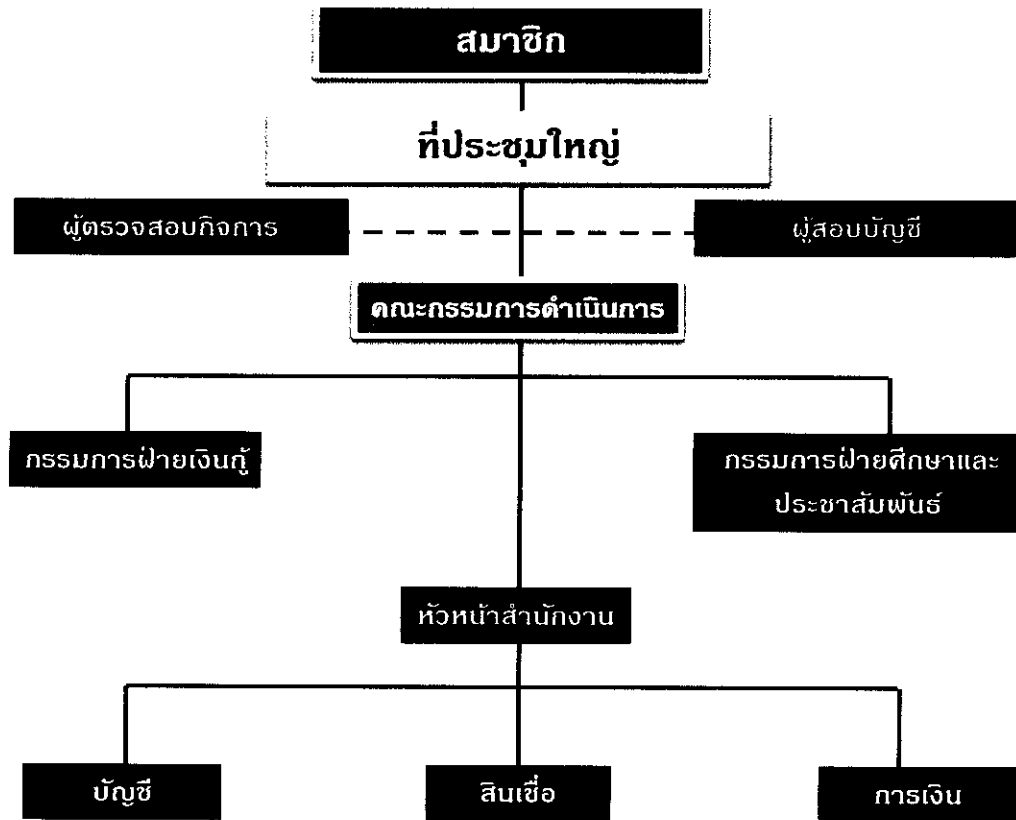 สมาชิก
ที่ประชุมใหญ่
ผู้ตรวจสอบกิจการ
ผู้สอบบัญชี
คณะกรรมการดำเนินการ
กรรมการฝ่ายเงินกู้
กรรมการฝ่ายศึกษาและ
ประชาสัมพันธ์
หัวหน้าสำนักงาน
บัญชี
สินเชื่อ
การเงิน